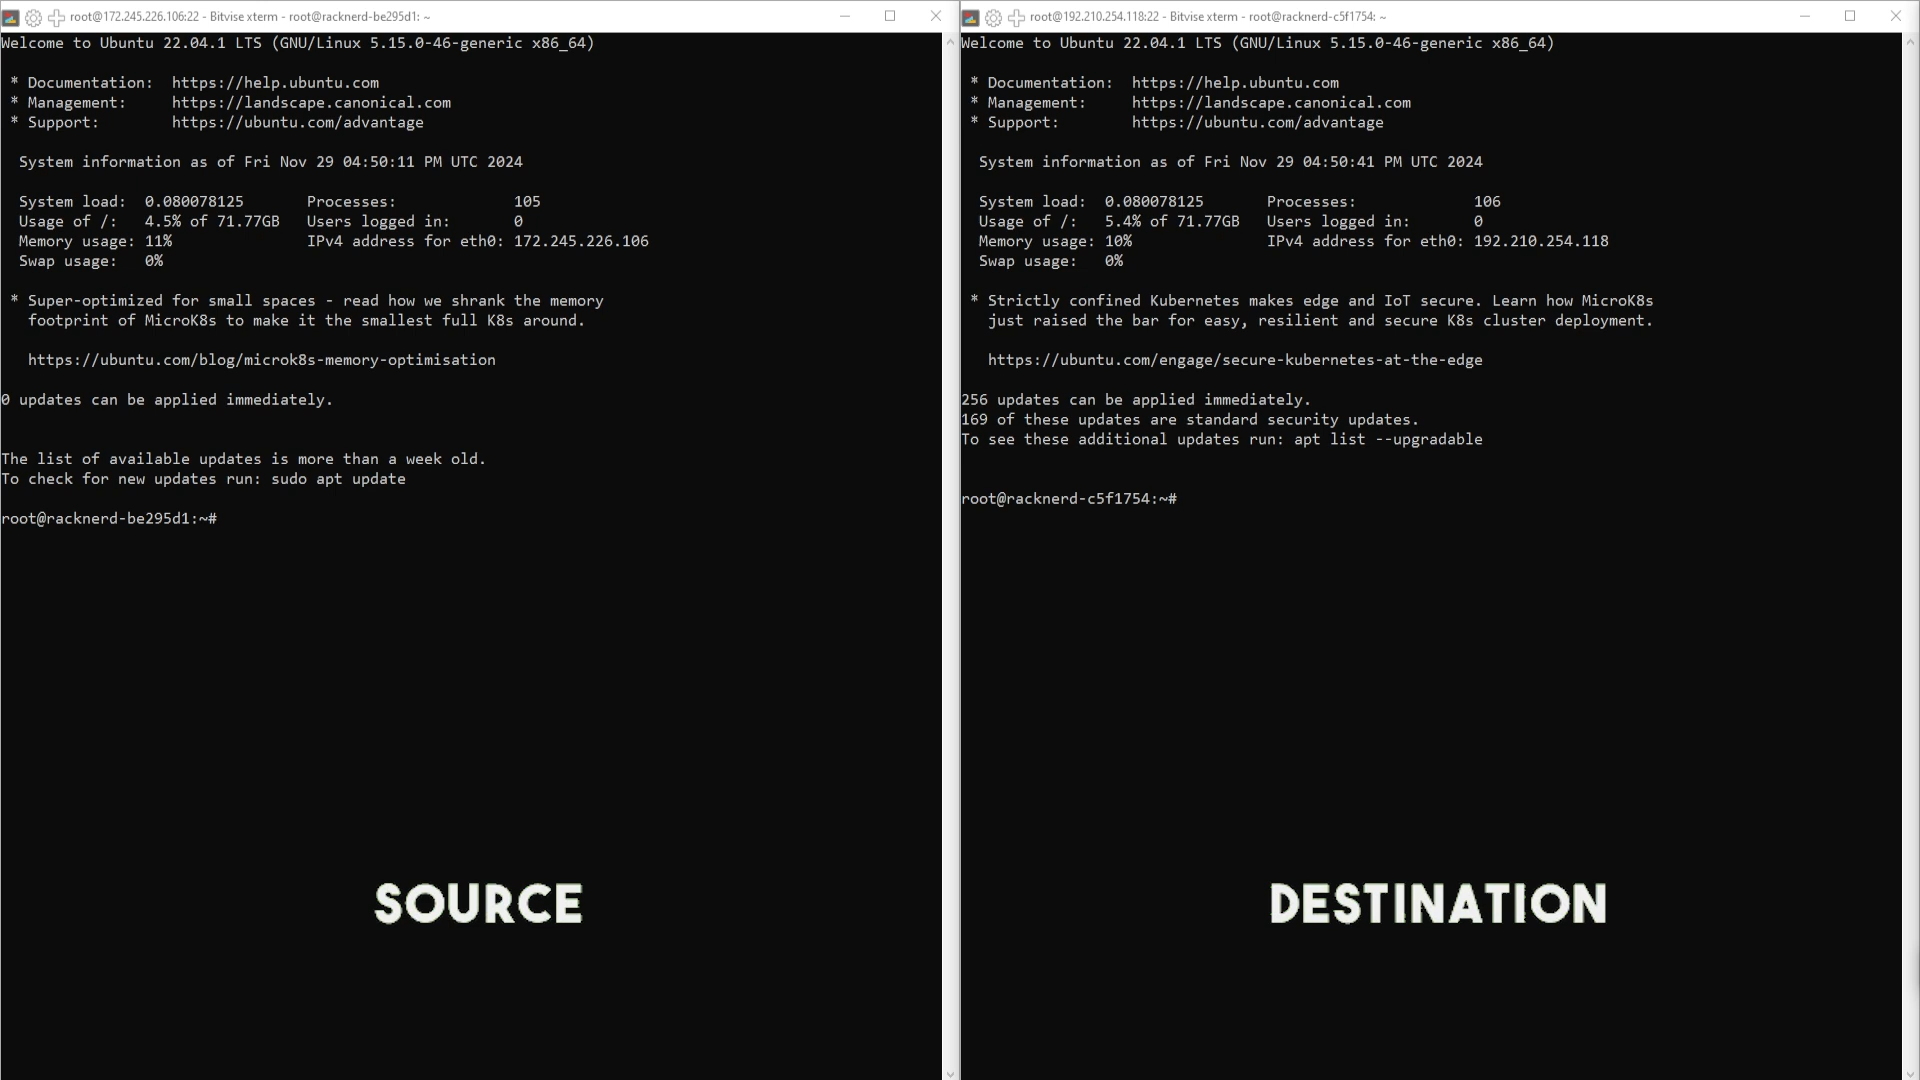 root@172.245.226.106:22 - Bitvise xterm - root@racknerd-be295d1: ~
Welcome to Ubuntu 22.04.1 LTS (GNU/Linux 5.15.0-46-generic x86_64)
* Documentation:  https://help.ubuntu.com
* Management:     https://landscape.canonical.com
* Support:        https://ubuntu.com/advantage
System information as of Fri Nov 29 04:50:11 PM UTC 2024
System load:  0.080078125       Processes:             105
Usage of /:   4.5% of 71.77GB   Users logged in:       0
Memory usage: 11%               IPv4 address for eth0: 172.245.226.106
Swap usage:   0%
* Super-optimized for small spaces - read how we shrank the memory
footprint of MicroK8s to make it the smallest full K8s around.
https://ubuntu.com/blog/microk8s-memory-optimisation
0 updates can be applied immediately.
The list of available updates is more than a week old.
To check for new updates run: sudo apt update
root@racknerd-be295d1:~#
SOURCE
root@192.210.254.118:22 - Bitvise xterm - root@racknerd-c5f1754: ~
Welcome to Ubuntu 22.04.1 LTS (GNU/Linux 5.15.0-46-generic x86_64)
* Documentation:  https://help.ubuntu.com
* Management:     https://landscape.canonical.com
* Support:        https://ubuntu.com/advantage
System information as of Fri Nov 29 04:50:41 PM UTC 2024
System load:  0.080078125       Processes:             106
Usage of /:   5.4% of 71.77GB   Users logged in:       0
Memory usage: 10%               IPv4 address for eth0: 192.210.254.118
Swap usage:   0%
* Strictly confined Kubernetes makes edge and IoT secure. Learn how MicroK8s
just raised the bar for easy, resilient and secure K8s cluster deployment.
https://ubuntu.com/engage/secure-kubernetes-at-the-edge
256 updates can be applied immediately.
169 of these updates are standard security updates.
To see these additional updates run: apt list --upgradable
root@racknerd-c5f1754:~#
DESTINATION